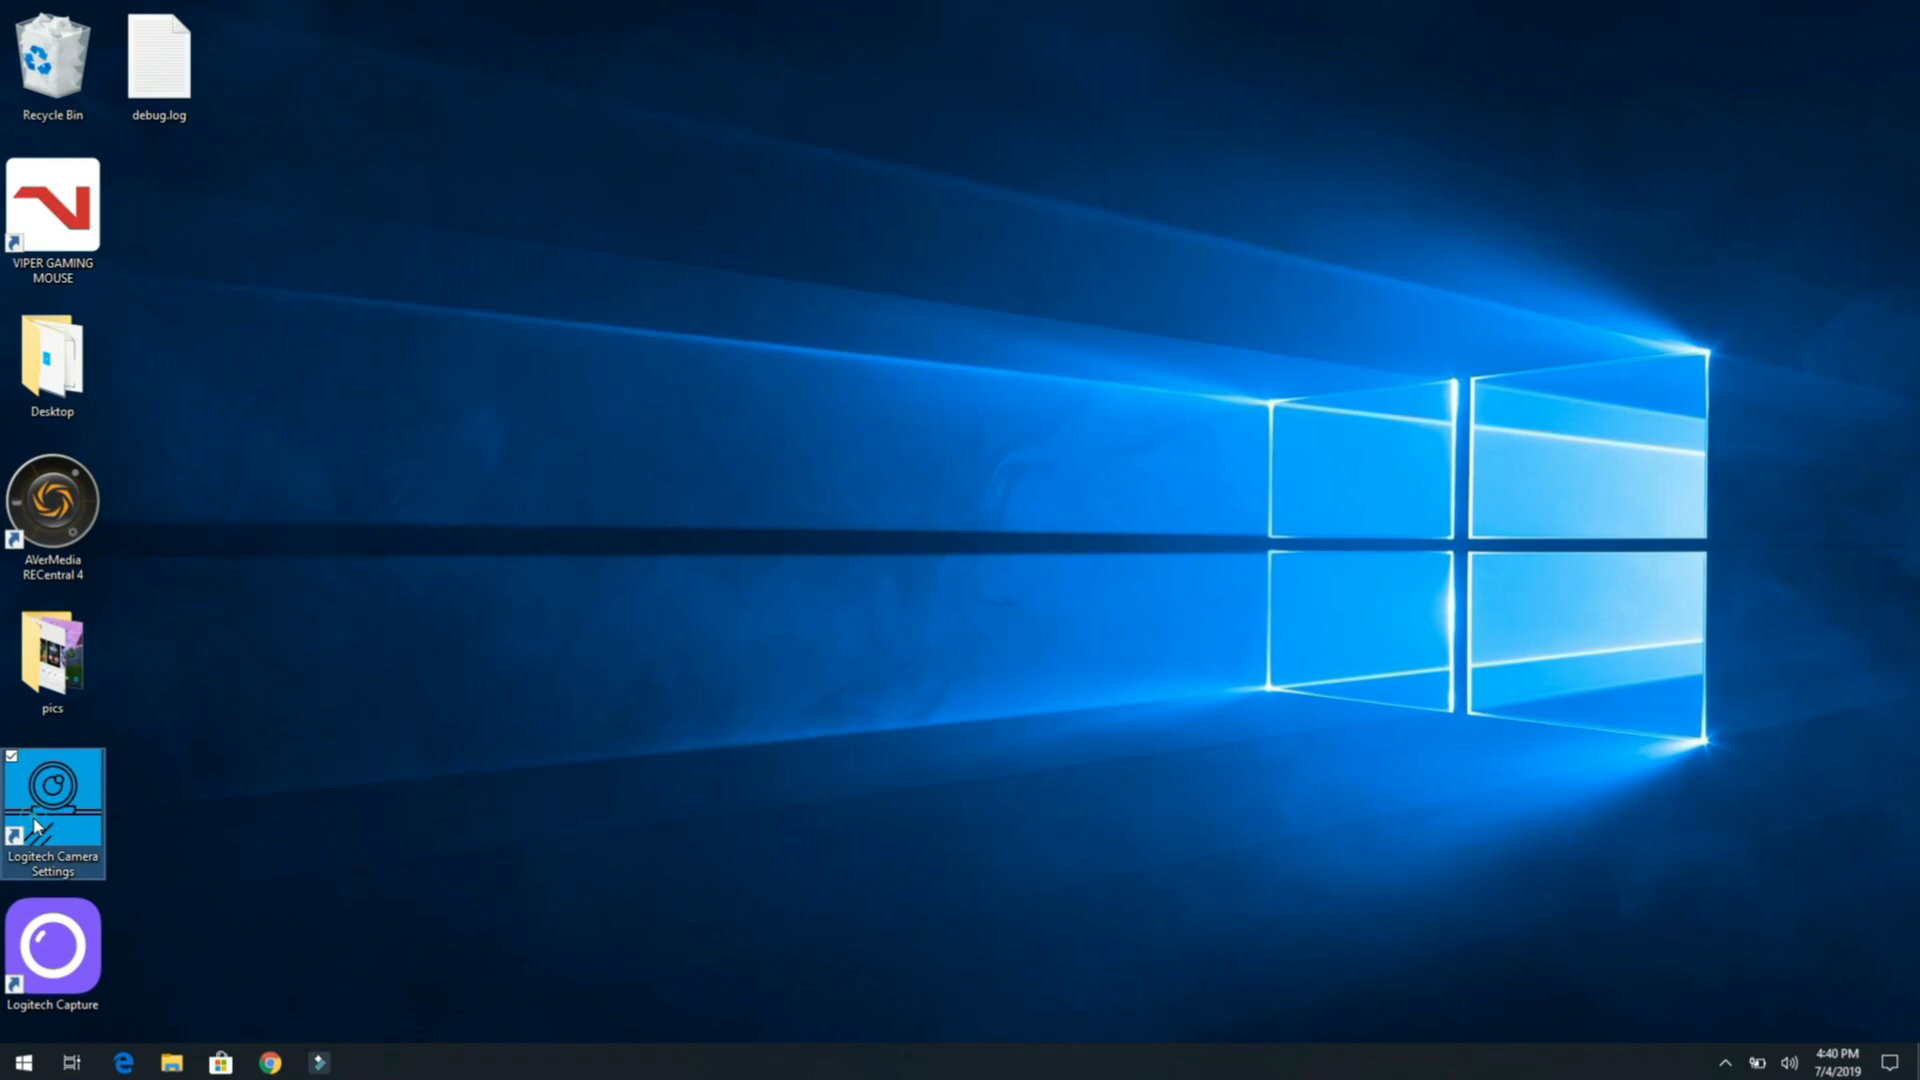 Recycle Bin
debug.log
VIPER GAMING
MOUSE
Desktop
AVerMedia
RECentral 4
pics
Logitech Camera
Settings
Logitech Capture
4:40 PM
7/4/2019